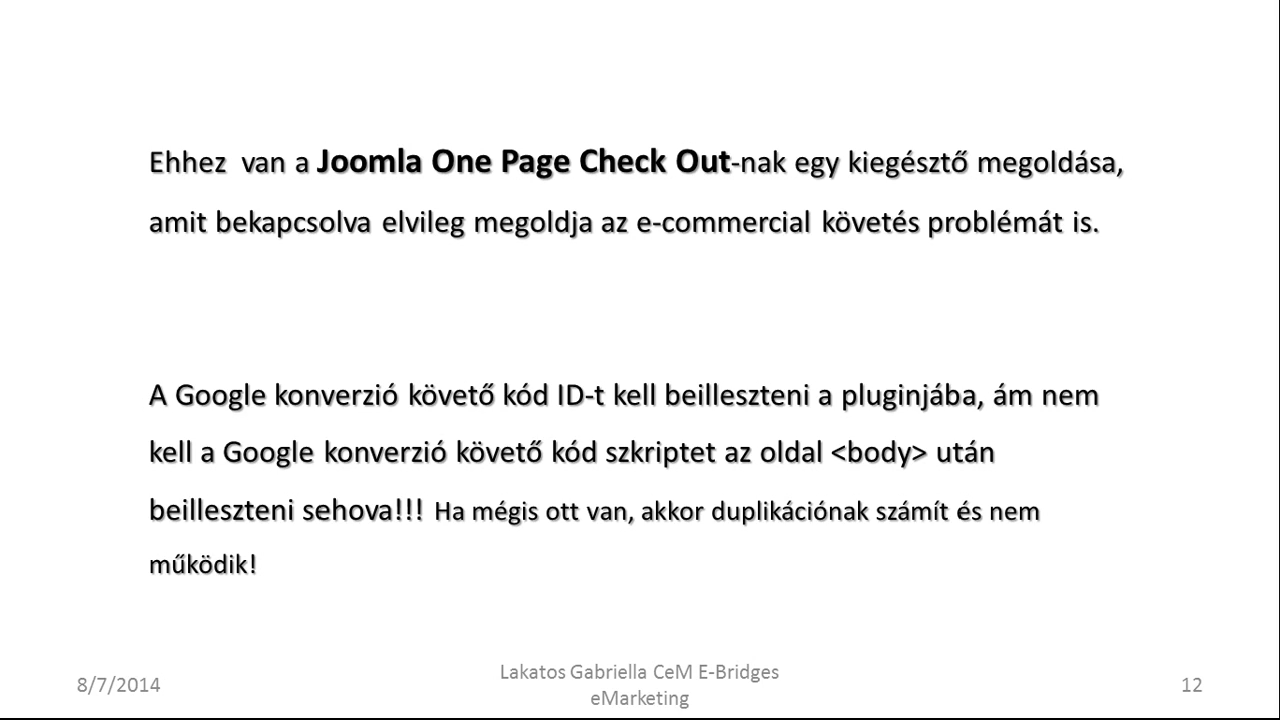 Ehhez  van a Joomla One Page Check Out-nak egy kiegésztő megoldása,
amit bekapcsolva elvileg megoldja az e-commercial követés problémát is.
A Google konverzió követő kód ID-t kell beilleszteni a pluginjába, ám nem
kell a Google konverzió követő kód szkriptet az oldal <body> után
beilleszteni sehova!!! Ha mégis ott van, akkor duplikációnak számít és nem
működik!
8/7/2014
Lakatos Gabriella CeM E-Bridges
eMarketing
12